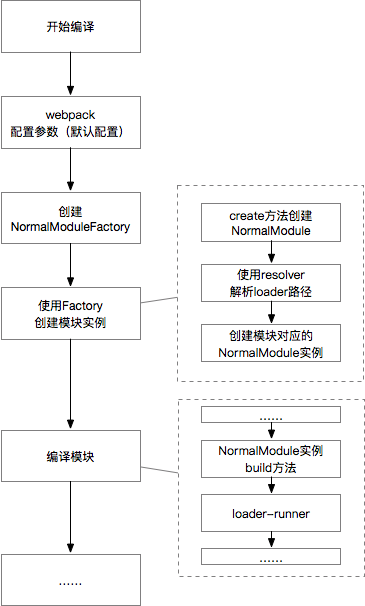 开始编译
webpack
配置参数（默认配置）
创建
NormalModuleFactory
使用Factory
创建模块实例
create方法创建
NormalModule
使用resolver
解析loader路径
创建模块对应的
NormalModule实例
编译模块
……
NormalModule实例
build方法
loader-runner
……
……